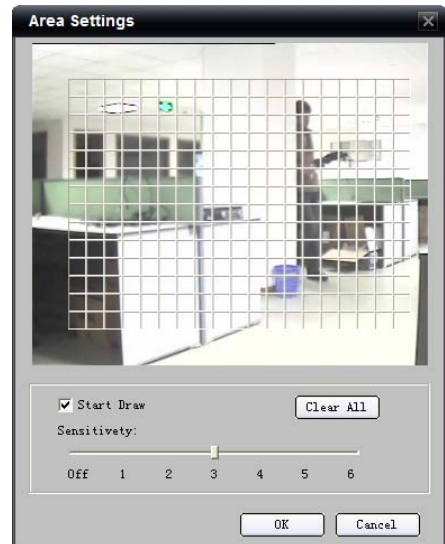 Area Settings
Start Draw
Clear All
Sensitivety:
Off 1 2 3 4 5 6
OK Cancel